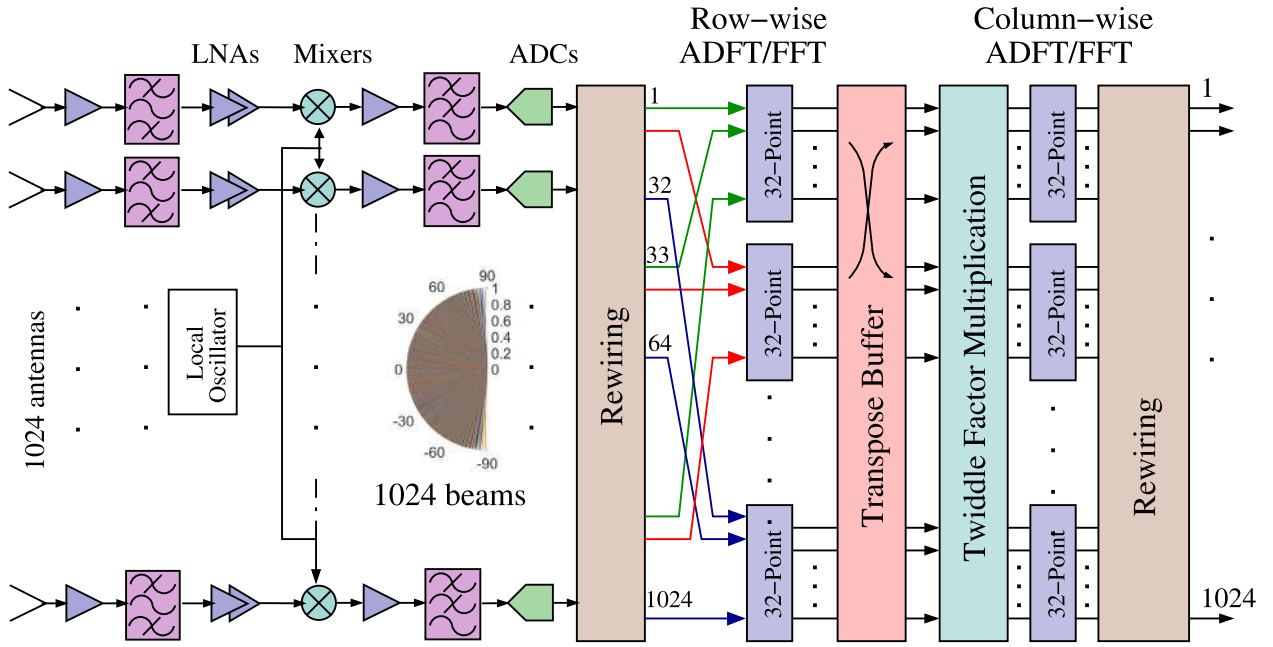 Row−wise
ADFT/FFT
Column−wise
ADFT/FFT
LNAs
Mixers
ADCs
1
32
33
64
1024
1024 antennas
Local
Oscillator
90
60
30
0
-30
-60
-90
1
0.8
0.6
0.4
0.2
0
1024 beams
Rewiring
32−Point
32−Point
32−Point
Transpose Buffer
Twiddle Factor Multiplication
32−Point
32−Point
32−Point
Rewiring
1
1024